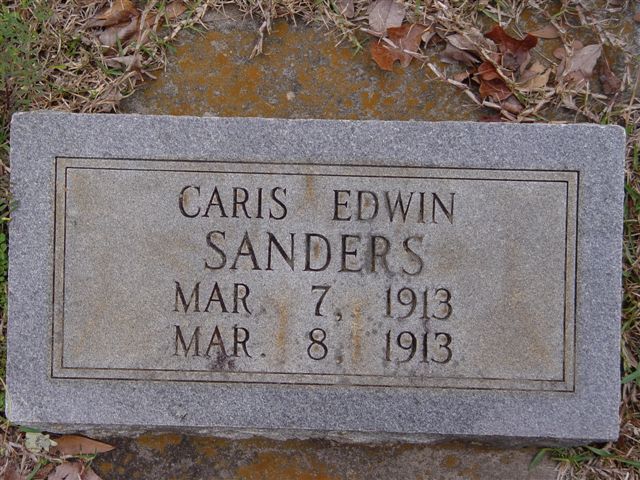 CARIS EDWIN
SANDERS
MAR. 7, 1913
MAR. 8, 1913